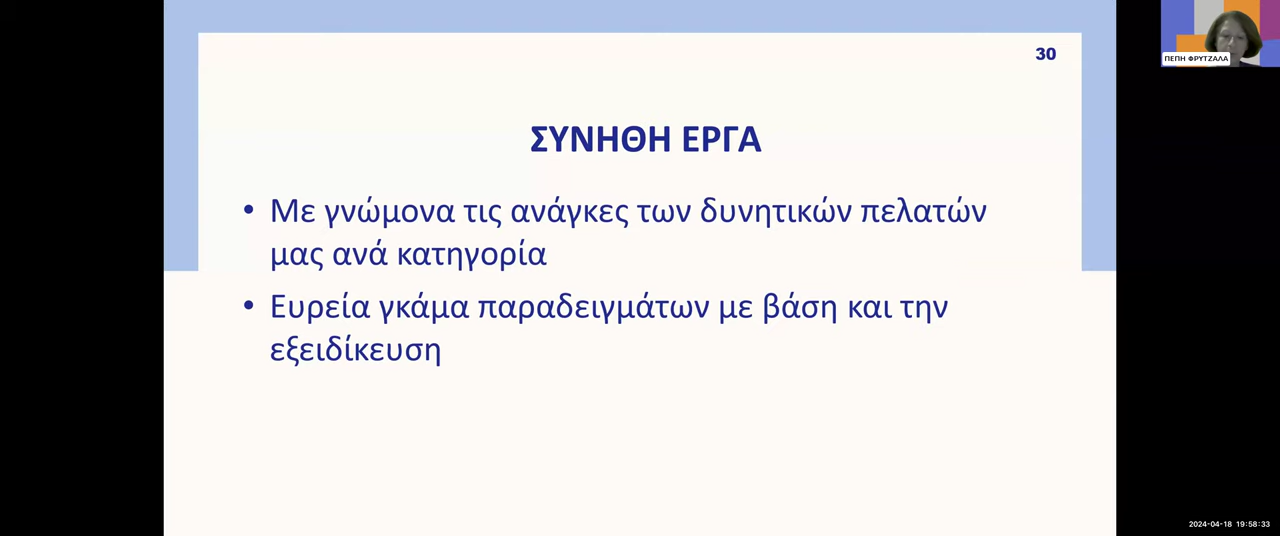 30
ΣΥΝΗΘΗ ΕΡΓΑ
• Με γνώμονα τις ανάγκες των δυνητικών πελατών
μας ανά κατηγορία
• Ευρεία γκάμα παραδειγμάτων με βάση και την
εξειδίκευση
ΠΕΠΗ ΦΡΥΤΖΑΛΑ
2024-04-18 19:58:33